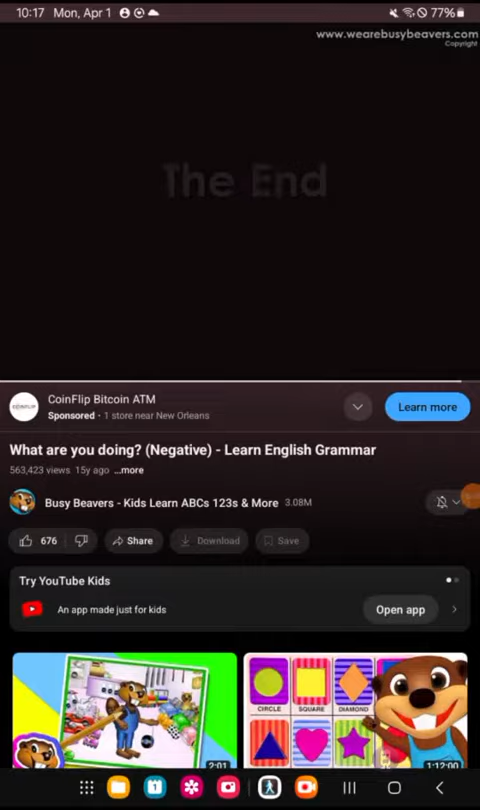 10:17 Mon, Apr 1
77%
www.wearebusybeavers.com
Copyright
The End
CoinFlip Bitcoin ATM
Sponsored · 1 store near New Orleans
Learn more
What are you doing? (Negative) - Learn English Grammar
563,423 views 15y ago ...more
Busy Beavers - Kids Learn ABCs 123s & More 3.08M
676
Share
Download
Save
Try YouTube Kids
An app made just for kids
Open app
CIRCLE SQUARE DIAMOND
2:01
1:12:00
1